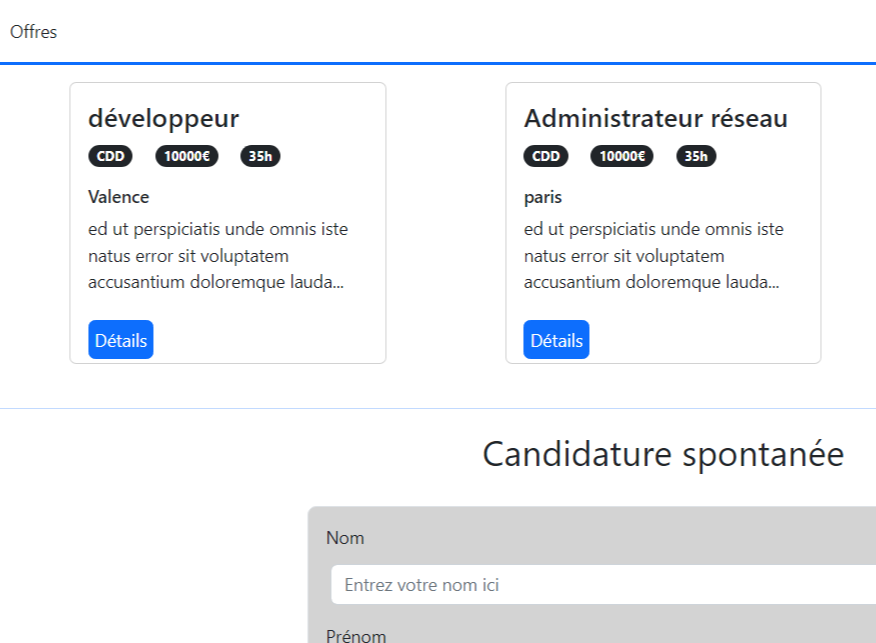 Offres
développeur
CDD 10000€ 35h
Valence
ed ut perspiciatis unde omnis iste
natus error sit voluptatem
accusantium doloremque lauda...
Détails
Administrateur réseau
CDD 10000€ 35h
paris
ed ut perspiciatis unde omnis iste
natus error sit voluptatem
accusantium doloremque lauda...
Détails
Candidature spontanée
Nom
Entrez votre nom ici
Prénom